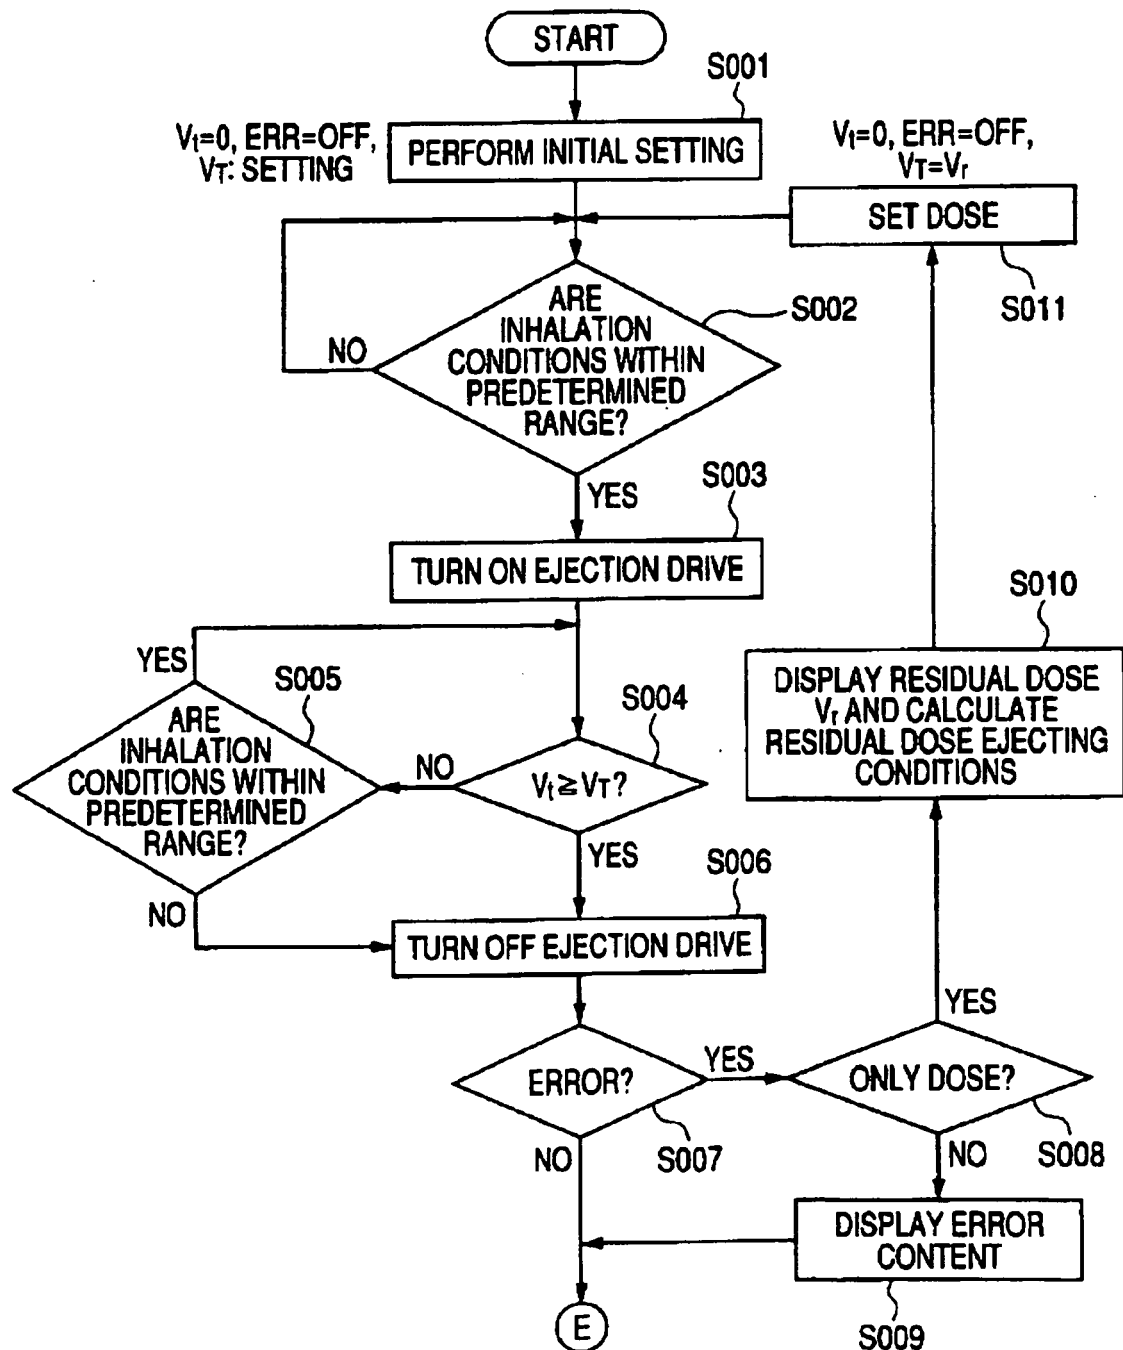 START
S001
Vt=0, ERR=OFF,
VT: SETTING
PERFORM INITIAL SETTING
Vt=0, ERR=OFF,
VT=Vr
SET DOSE
S011
ARE
INHALATION
CONDITIONS WITHIN
PREDETERMINED
RANGE?
S002
NO
YES
S003
TURN ON EJECTION DRIVE
S010
DISPLAY RESIDUAL DOSE
Vr AND CALCULATE
RESIDUAL DOSE EJECTING
CONDITIONS
YES
S005
ARE
INHALATION
CONDITIONS WITHIN
PREDETERMINED
RANGE?
NO
S004
Vt≧VT?
NO
YES
S006
TURN OFF EJECTION DRIVE
ERROR?
YES
S007
NO
ONLY DOSE?
YES
S008
NO
DISPLAY ERROR
CONTENT
S009
E